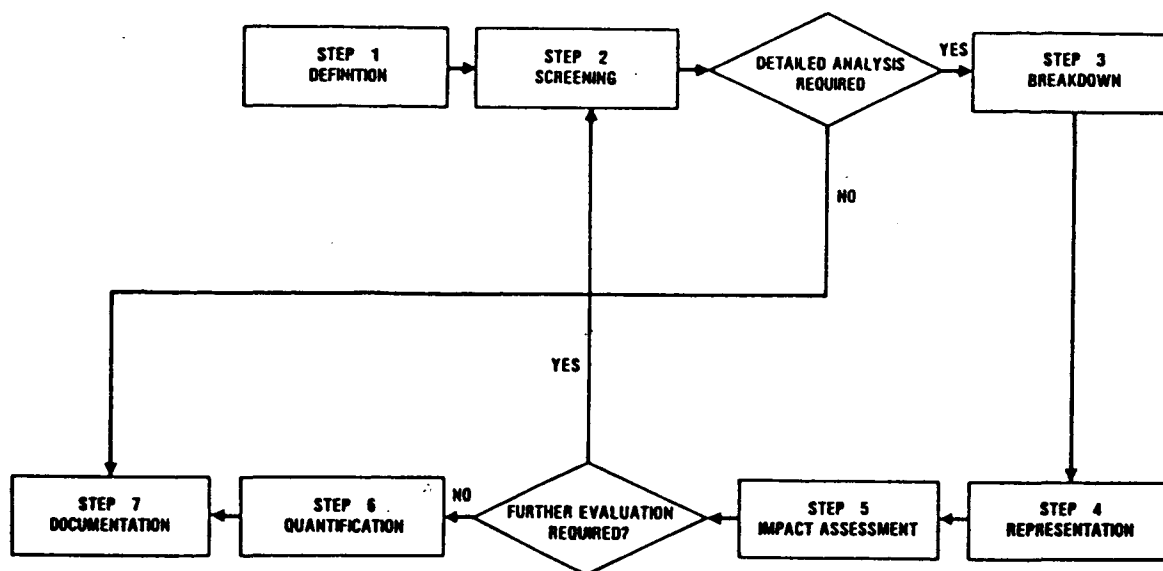 STEP 1
DEFINITION
STEP 2
SCREENING
DETAILED ANALYSIS
REQUIRED
YES
STEP 3
BREAKDOWN
NO
YES
STEP 7
DOCUMENTATION
STEP 6
QUANTIFICATION
NO
FURTHER EVALUATION
REQUIRED?
STEP 5
IMPACT ASSESSMENT
STEP 4
REPRESENTATION